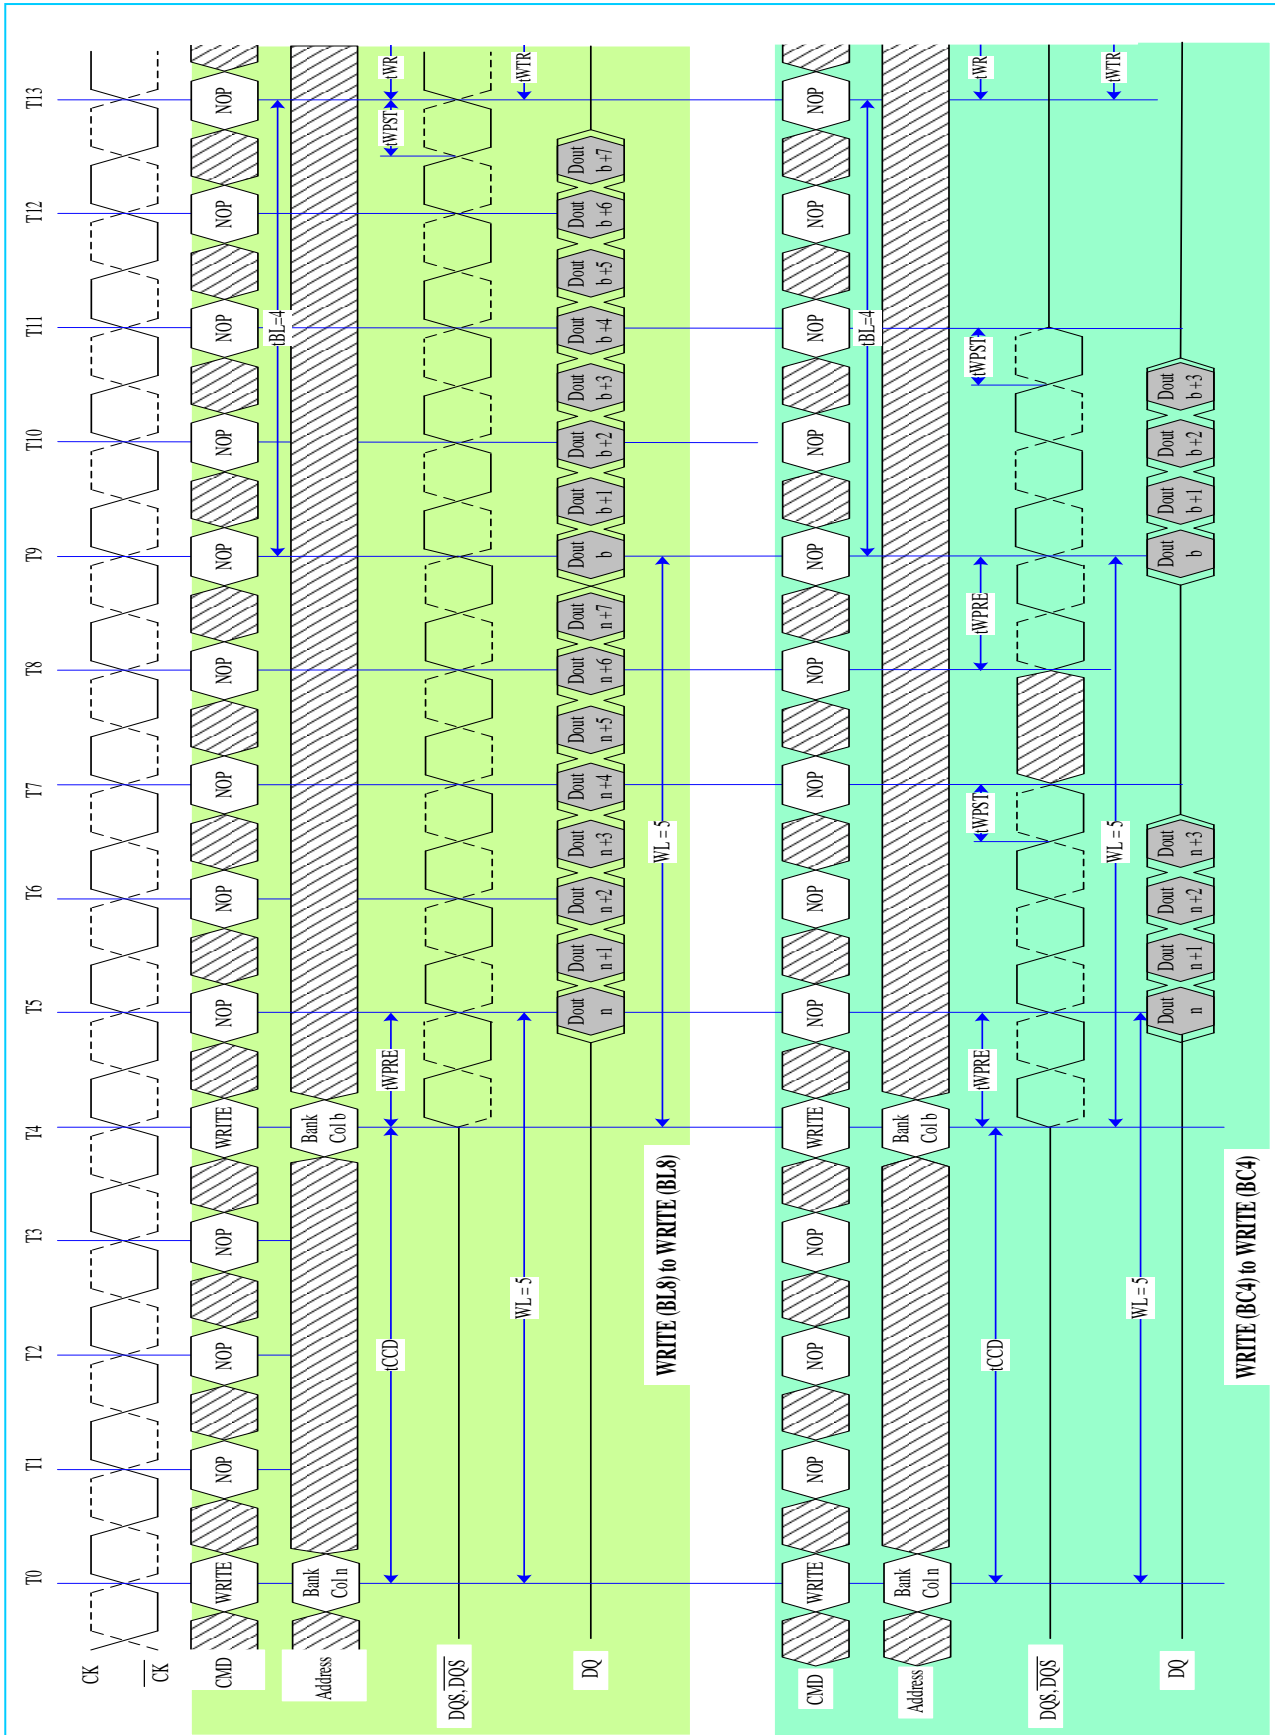 T0 T1 T2 T3 T4 T5 T6 T7 T8 T9 T10 T11 T12 T13
CK
CK
CMD WRITE NOP NOP NOP WRITE NOP NOP NOP NOP NOP NOP NOP NOP NOP
tBL=4
Address
Bank
Col n
Bank
Col b
tCCD tWPRE tWPST tWR
DQS, DQS
WL = 5 tWTR
DQ
Dout
n
Dout
n+1
Dout
n+2
Dout
n+3
Dout
n+4
Dout
n+5
Dout
n+6
Dout
n+7
Dout
b
Dout
b+1
Dout
b+2
Dout
b+3
Dout
b+4
Dout
b+5
Dout
b+6
Dout
b+7
WL = 5
WRITE (BL8) to WRITE (BL8)
CMD WRITE NOP NOP NOP WRITE NOP NOP NOP NOP NOP NOP NOP NOP NOP
tBL=4
Address
Bank
Col n
Bank
Col b
tCCD tWPRE tWPST tWPRE tWPST tWR
DQS, DQS
WL = 5 tWTR
WL = 5
DQ
Dout
n
Dout
n+1
Dout
n+2
Dout
n+3
Dout
b
Dout
b+1
Dout
b+2
Dout
b+3
WRITE (BC4) to WRITE (BC4)